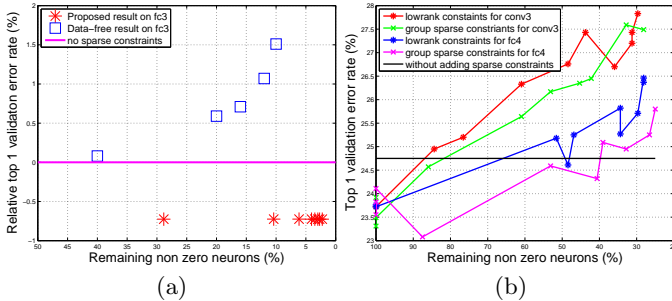 Proposed result on fc3
Data-free result on fc3
no sparse constraints
Relative top 1 validation error rate (%)
2
1.5
1
0.5
0
−0.5
−1
50 45 40 35 30 25 20 15 10 5 0
Remaining non zero neurons (%)
(a)
lowrank constaints for conv3
group sparse constriants for conv3
lowrank constraints for fc4
group sparse constraints for fc4
without adding sparse constraints
Top 1 validation error rate (%)
28
27.5
27
26.5
26
25.5
25
24.5
24
23.5
23
100 90 80 70 60 50 40 30 20
Remaining non zero neurons (%)
(b)